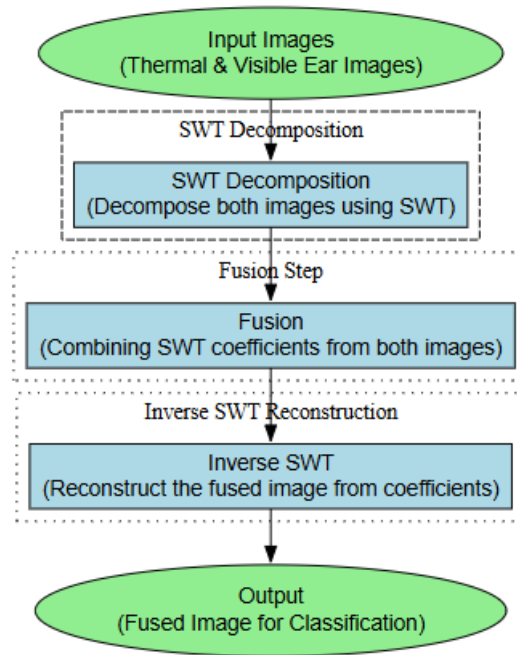 Input Images
(Thermal & Visible Ear Images)
SWT Decomposition
SWT Decomposition
(Decompose both images using SWT)
Fusion Step
Fusion
(Combining SWT coefficients from both images)
Inverse SWT Reconstruction
Inverse SWT
(Reconstruct the fused image from coefficients)
Output
(Fused Image for Classification)